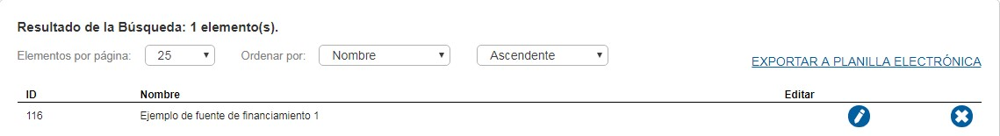 Resultado de la Búsqueda: 1 elemento(s).
Elementos por página: 25 Ordenar por: Nombre Ascendente
EXPORTAR A PLANILLA ELECTRÓNICA
ID Nombre Editar
116 Ejemplo de fuente de financiamiento 1